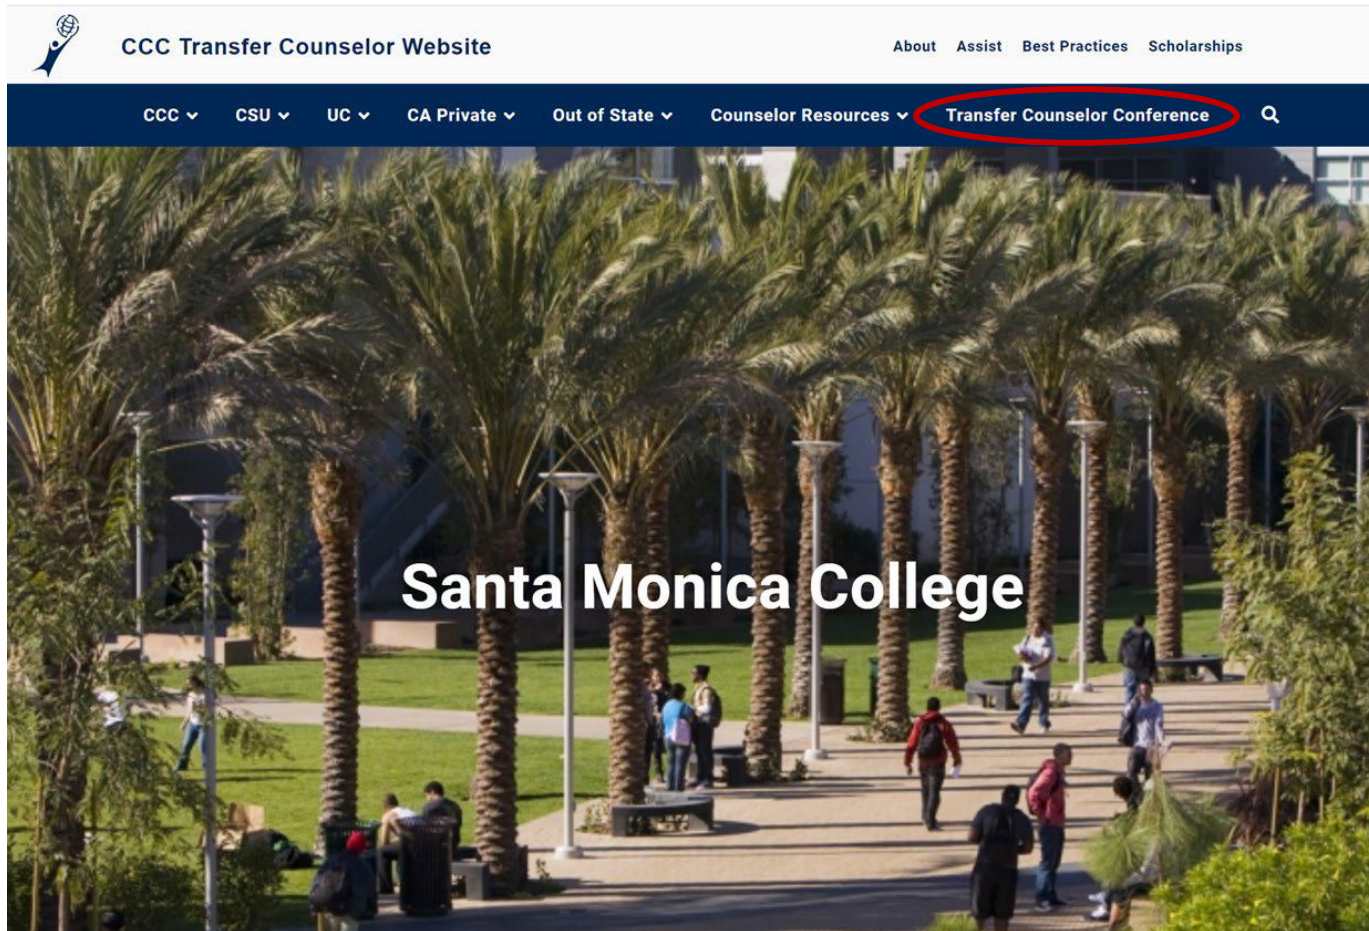 CCC Transfer Counselor Website
About Assist Best Practices Scholarships
CCC CSU UC CA Private Out of State Counselor Resources Transfer Counselor Conference
Santa Monica College